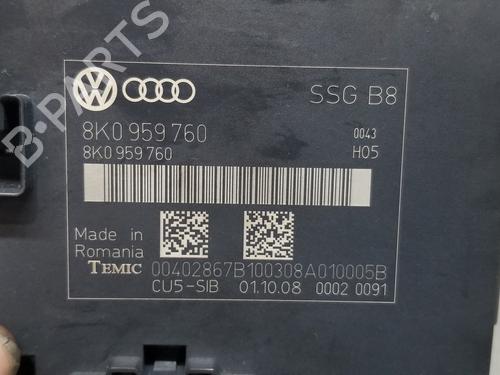 SSG B8
8K0 959 760
0043
8K0 959 760
H05
Made in
Romania
TEMIC 00402867B100308A010005B
CU5-SIB 01.10.08 0002 0091
B-PARTS